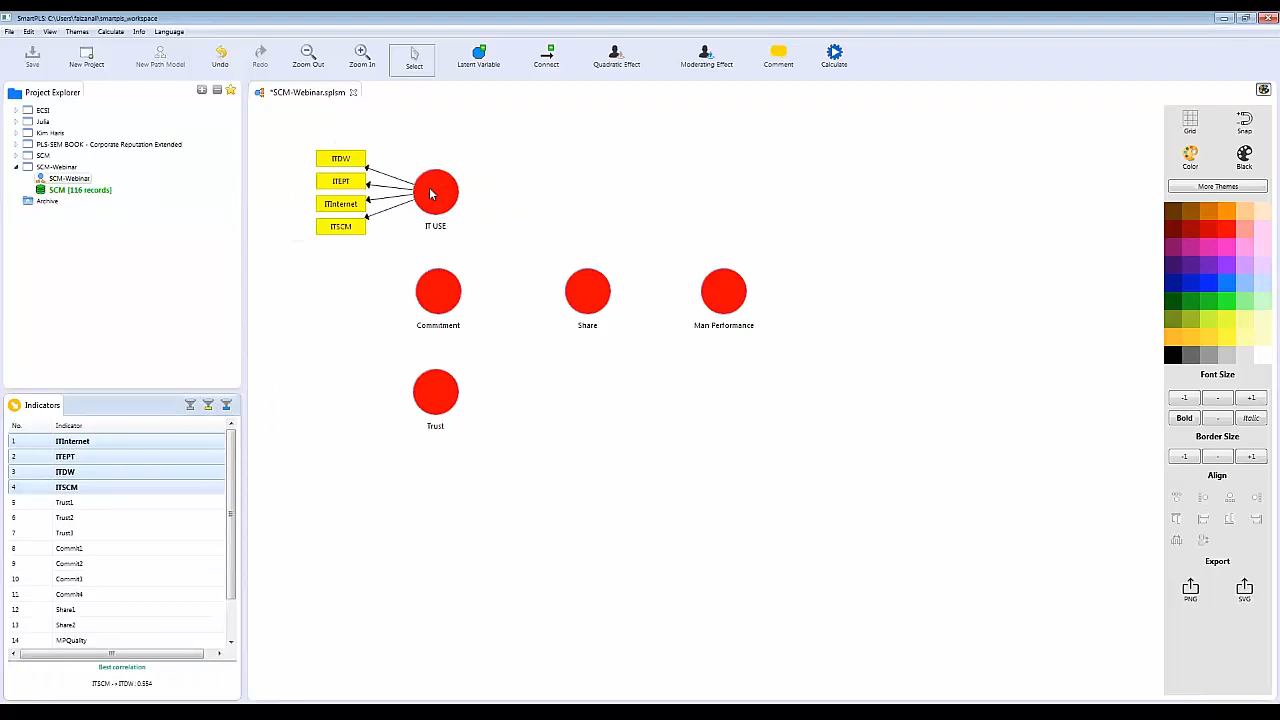 SmartPLS: C:\Users\faizanali\smartpls_workspace
File Edit View Themes Calculate Info Language
Save New Project New Path Model Undo Redo Zoom Out Zoom In Select Latent Variable Connect Quadratic Effect Moderating Effect Comment Calculate
Project Explorer
ECSI
Julia
Kim Haris
PLS-SEM BOOK - Corporate Reputation Extended
SCM
SCM-Webinar
SCM-Webinar
SCM [116 records]
Archive
Indicators
No. Indicator
1 ITInternet
2 ITEPT
3 ITDW
4 ITSCM
5 Trust1
6 Trust2
7 Trust3
8 Commit1
9 Commit2
10 Commit3
11 Commit4
12 Share1
13 Share2
14 MPQuality
Best correlation
ITSCM -> ITDW: 0.554
*SCM-Webinar.splsm
ITDW
ITEPT
ITInternet
ITSCM
IT USE
Commitment
Share
Man Performance
Trust
Grid Snap
Color Black
More Themes
Font Size
-1 - +1
Bold - Italic
Border Size
-1 - +1
Align
Export
PNG SVG